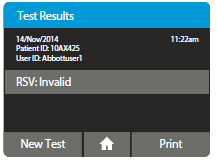 Test Results
14/Nov/2014 11:22am
Patient ID: 10AX425
User ID: Abbottuser1
RSV: Invalid
New Test Print